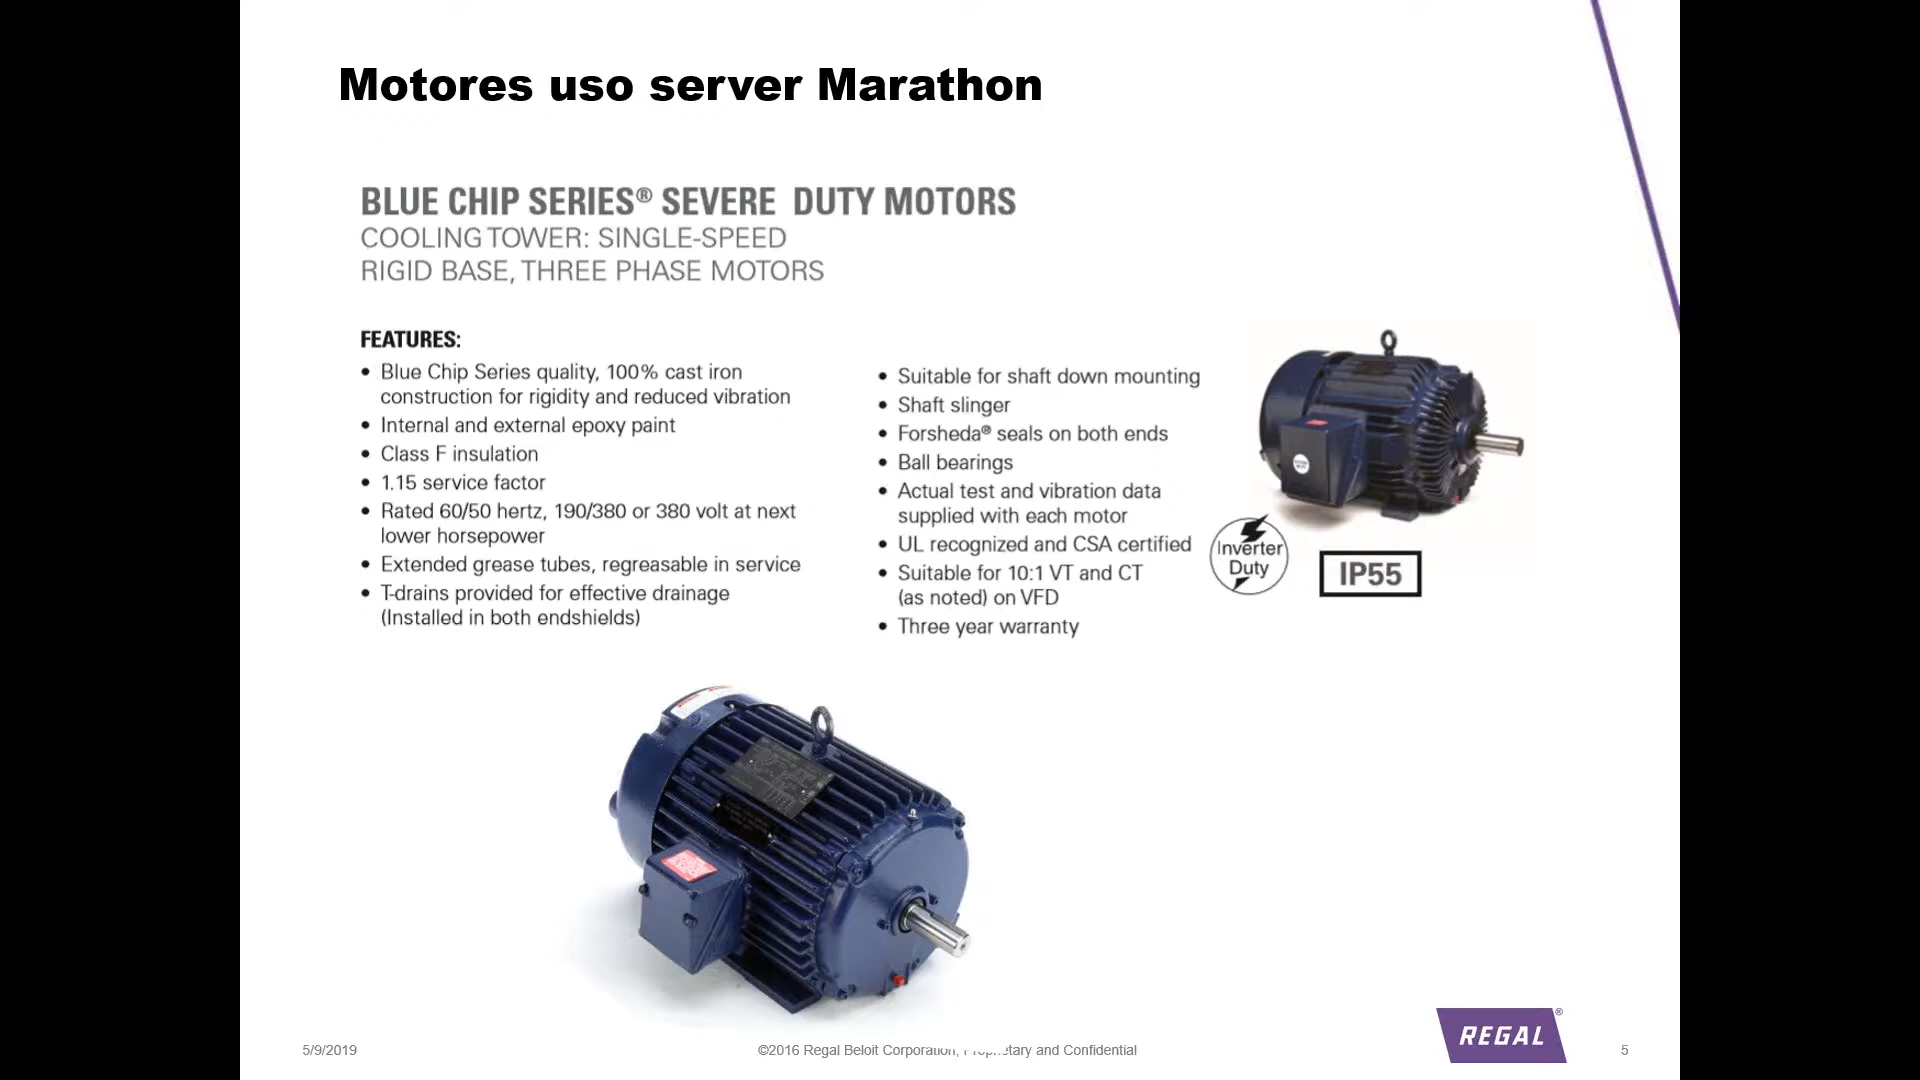 Motores uso server Marathon
BLUE CHIP SERIES® SEVERE DUTY MOTORS
COOLING TOWER: SINGLE-SPEED
RIGID BASE, THREE PHASE MOTORS
FEATURES:
• Blue Chip Series quality, 100% cast iron
construction for rigidity and reduced vibration
• Internal and external epoxy paint
• Class F insulation
• 1.15 service factor
• Rated 60/50 hertz, 190/380 or 380 volt at next
lower horsepower
• Extended grease tubes, regreasable in service
• T-drains provided for effective drainage
(Installed in both endshields)
• Suitable for shaft down mounting
• Shaft slinger
• Forsheda® seals on both ends
• Ball bearings
• Actual test and vibration data
supplied with each motor
• UL recognized and CSA certified
• Suitable for 10:1 VT and CT
(as noted) on VFD
• Three year warranty
Inverter
Duty
IP55
5/9/2019
©2016 Regal Beloit Corporation, Proprietary and Confidential
REGAL®
5